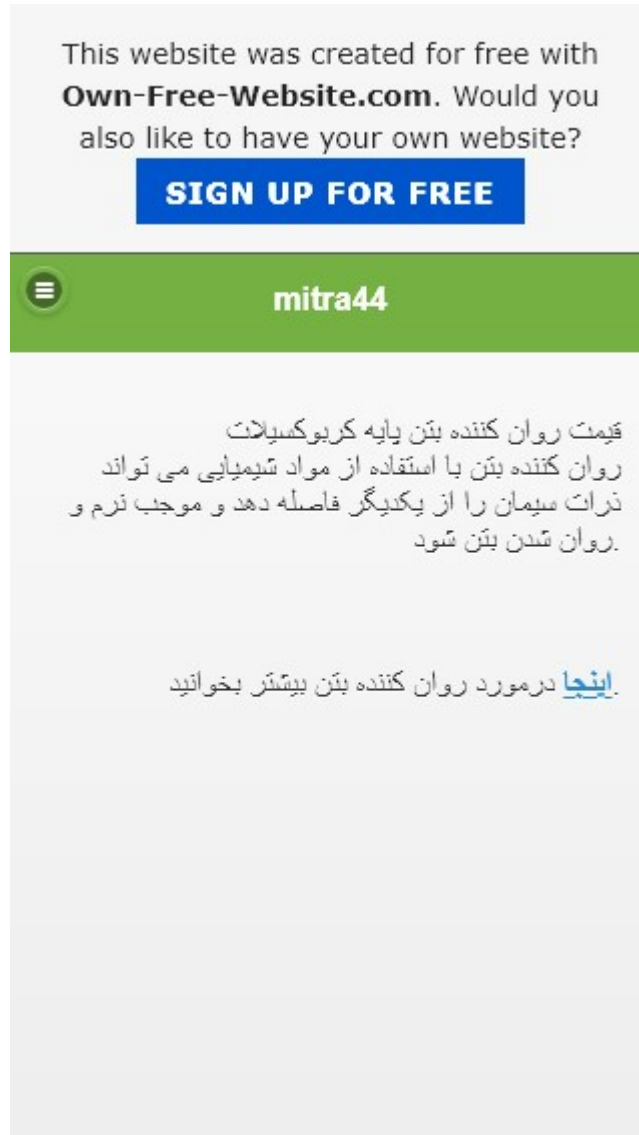 This website was created for free with
Own-Free-Website.com. Would you
also like to have your own website?
SIGN UP FOR FREE
mitra44
قیمت روان کننده بتن پایه کربوکسیلات
روان کننده بتن با استفاده از مواد شیمیایی می تواند
ذرات سیمان را از یکدیگر فاصله دهد و موجب نرم و
روان شدن بتن شود.
اینجا درمورد روان کننده بتن بیشتر بخوانید.